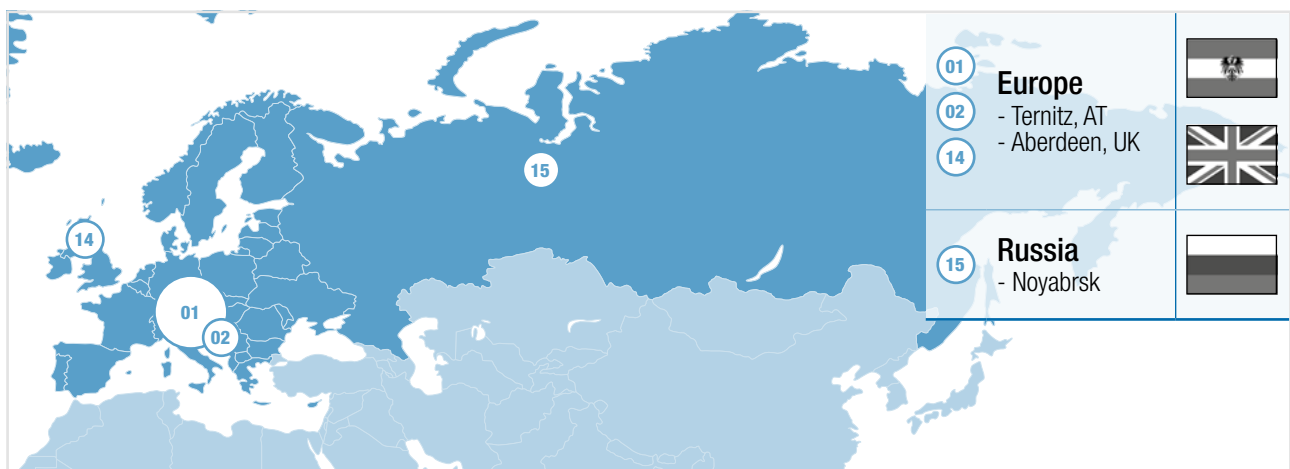 01
02
14
Europe
- Ternitz, AT
- Aberdeen, UK
15
Russia
- Noyabrsk
15
14
01
02